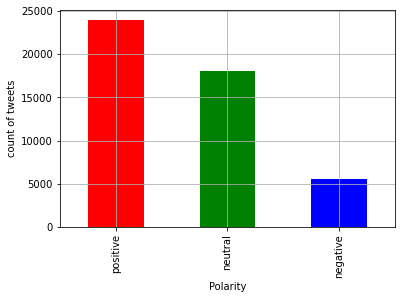 25000
20000
15000
10000
5000
0
count of tweets
positive
neutral
negative
Polarity